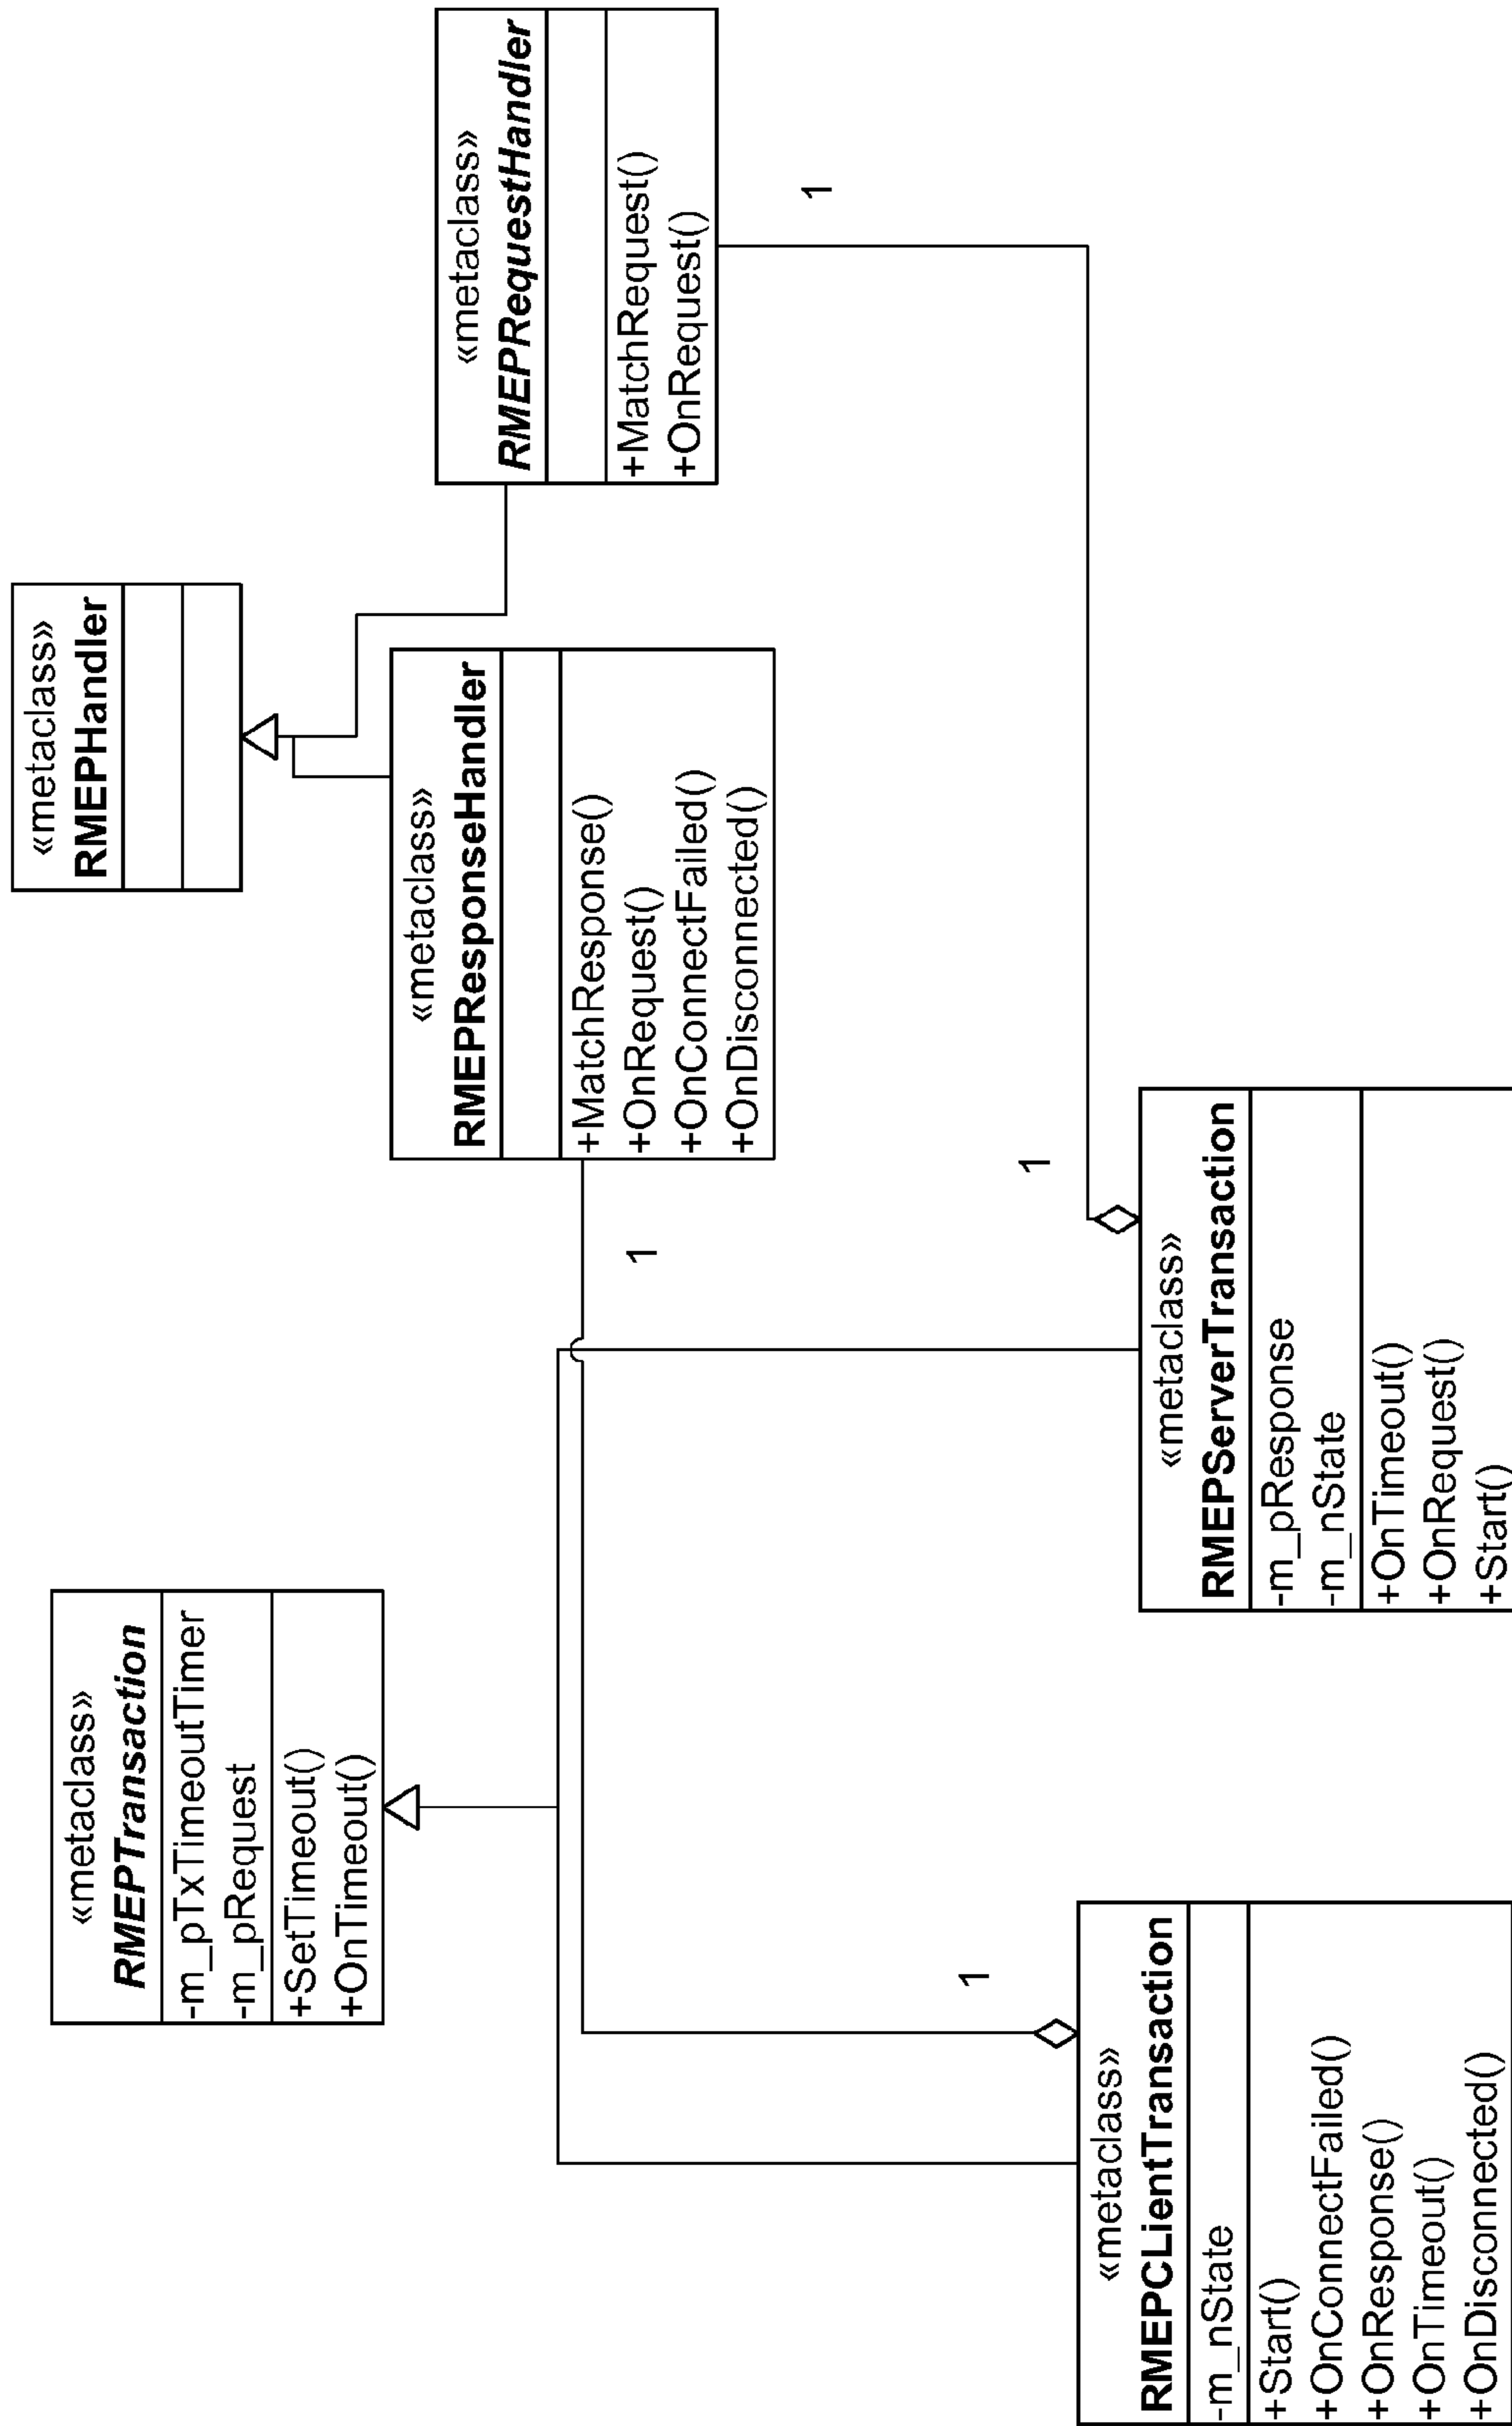 «metaclass»
RMEPTransaction
-m_pTxTimeoutTimer
-m_pRequest
+SetTimeout()
+OnTimeout()
«metaclass»
RMEPHandler
«metaclass»
RMEPResponseHandler
+MatchResponse()
+OnRequest()
+OnConnectFailed()
+OnDisconnected()
«metaclass»
RMEPRequestHandler
+MatchRequest()
+OnRequest()
1
1
1
1
«metaclass»
RMEPCLientTransaction
-m_nState
+Start()
+OnConnectFailed()
+OnResponse()
+OnTimeout()
+OnDisconnected()
«metaclass»
RMEPServerTransaction
-m_pResponse
-m_nState
+OnTimeout()
+OnRequest()
+Start()